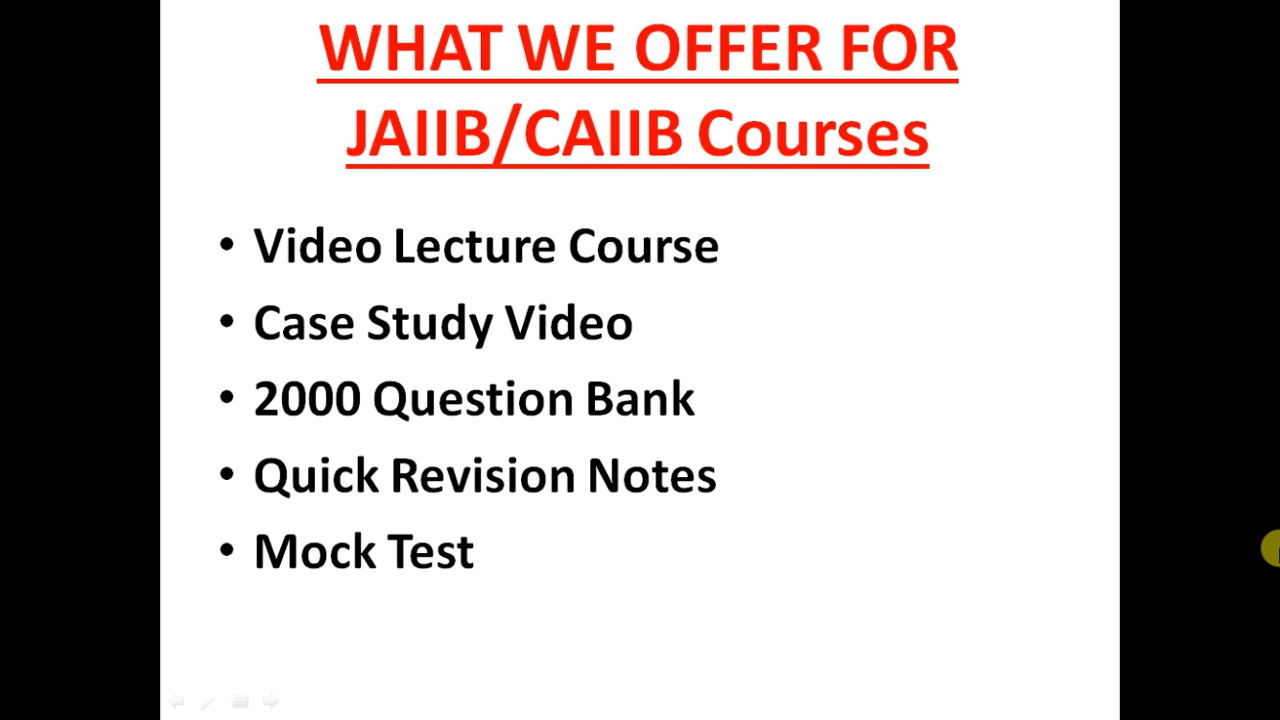 WHAT WE OFFER FOR
JAIIB/CAIIB Courses
• Video Lecture Course
• Case Study Video
• 2000 Question Bank
• Quick Revision Notes
• Mock Test